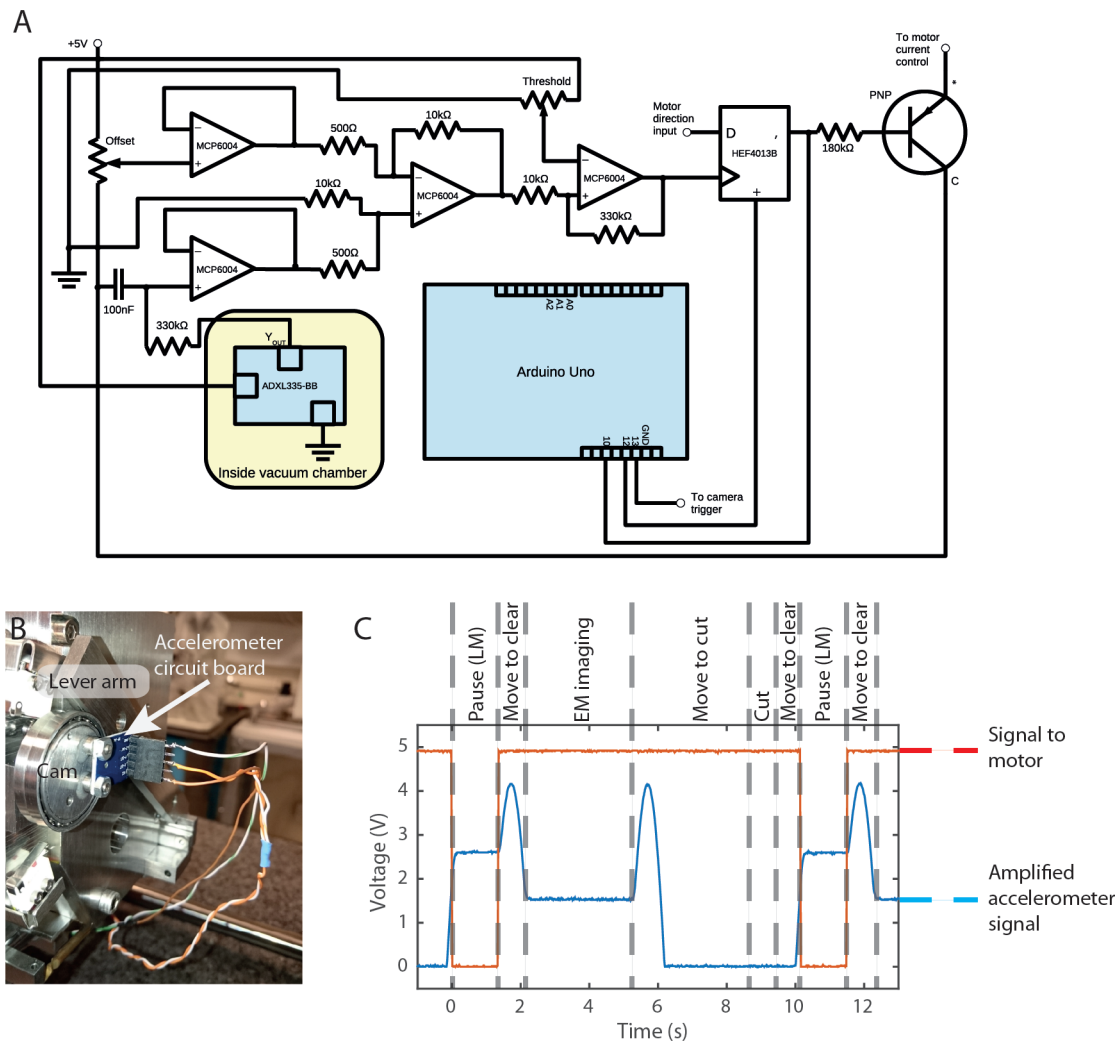 A
+5V
To motor
current
control
Threshold
*
PNP
Offset
−
MCP6004
+
500Ω
10kΩ
Motor
direction
input
D
,
HEF4013B
+
180kΩ
C
−
MCP6004
+
10kΩ
−
MCP6004
+
10kΩ
330kΩ
−
MCP6004
+
500Ω
100nF
330kΩ
YOUT
ADXL335-BB
Inside vacuum chamber
A2
A1
A0
Arduino Uno
10
12
13
GND
To camera
trigger
B
Accelerometer
circuit board
Lever arm
Cam
C
Pause (LM)
Move to clear
EM imaging
Move to cut
Cut
Move to clear
Pause (LM)
Move to clear
Voltage (V)
5
4
3
2
1
0
0
2
4
6
8
10
12
Time (s)
Signal to
motor
Amplified
accelerometer
signal